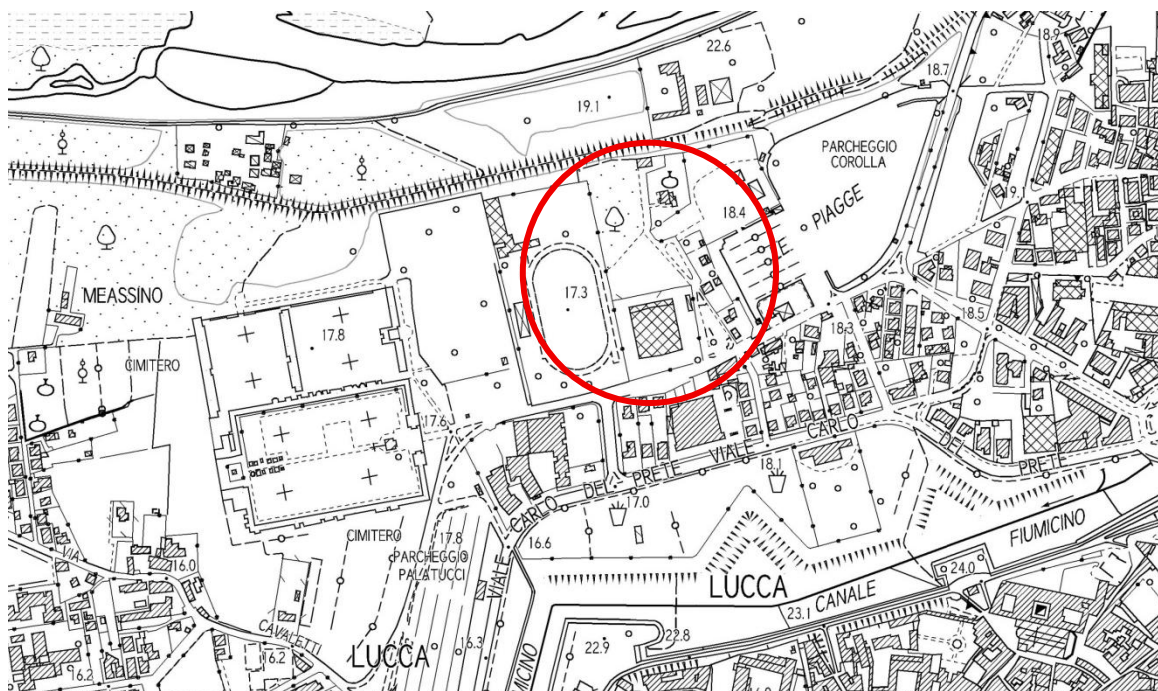 22.6
18.9
18.7
19.1
PARCHEGGIO
COROLLA
18.4
PIAGGE
LE
17.3
MEASSINO
17.8
CIMITERO
18.3
18.5
17.6
VIALE
CARLO
DEL
PRETE
VIALE
CARLO
DEL
PRETE
18.1
17.0
CIMITERO
17.8
PARCHEGGIO
PALATUCCI
VIALE
16.6
FIUMICINO
LUCCA
CANALE
24.0
23.1
VIA
16.0
CAVALETTI
16.3
LUCCA
22.9
22.8
16.2
16.2